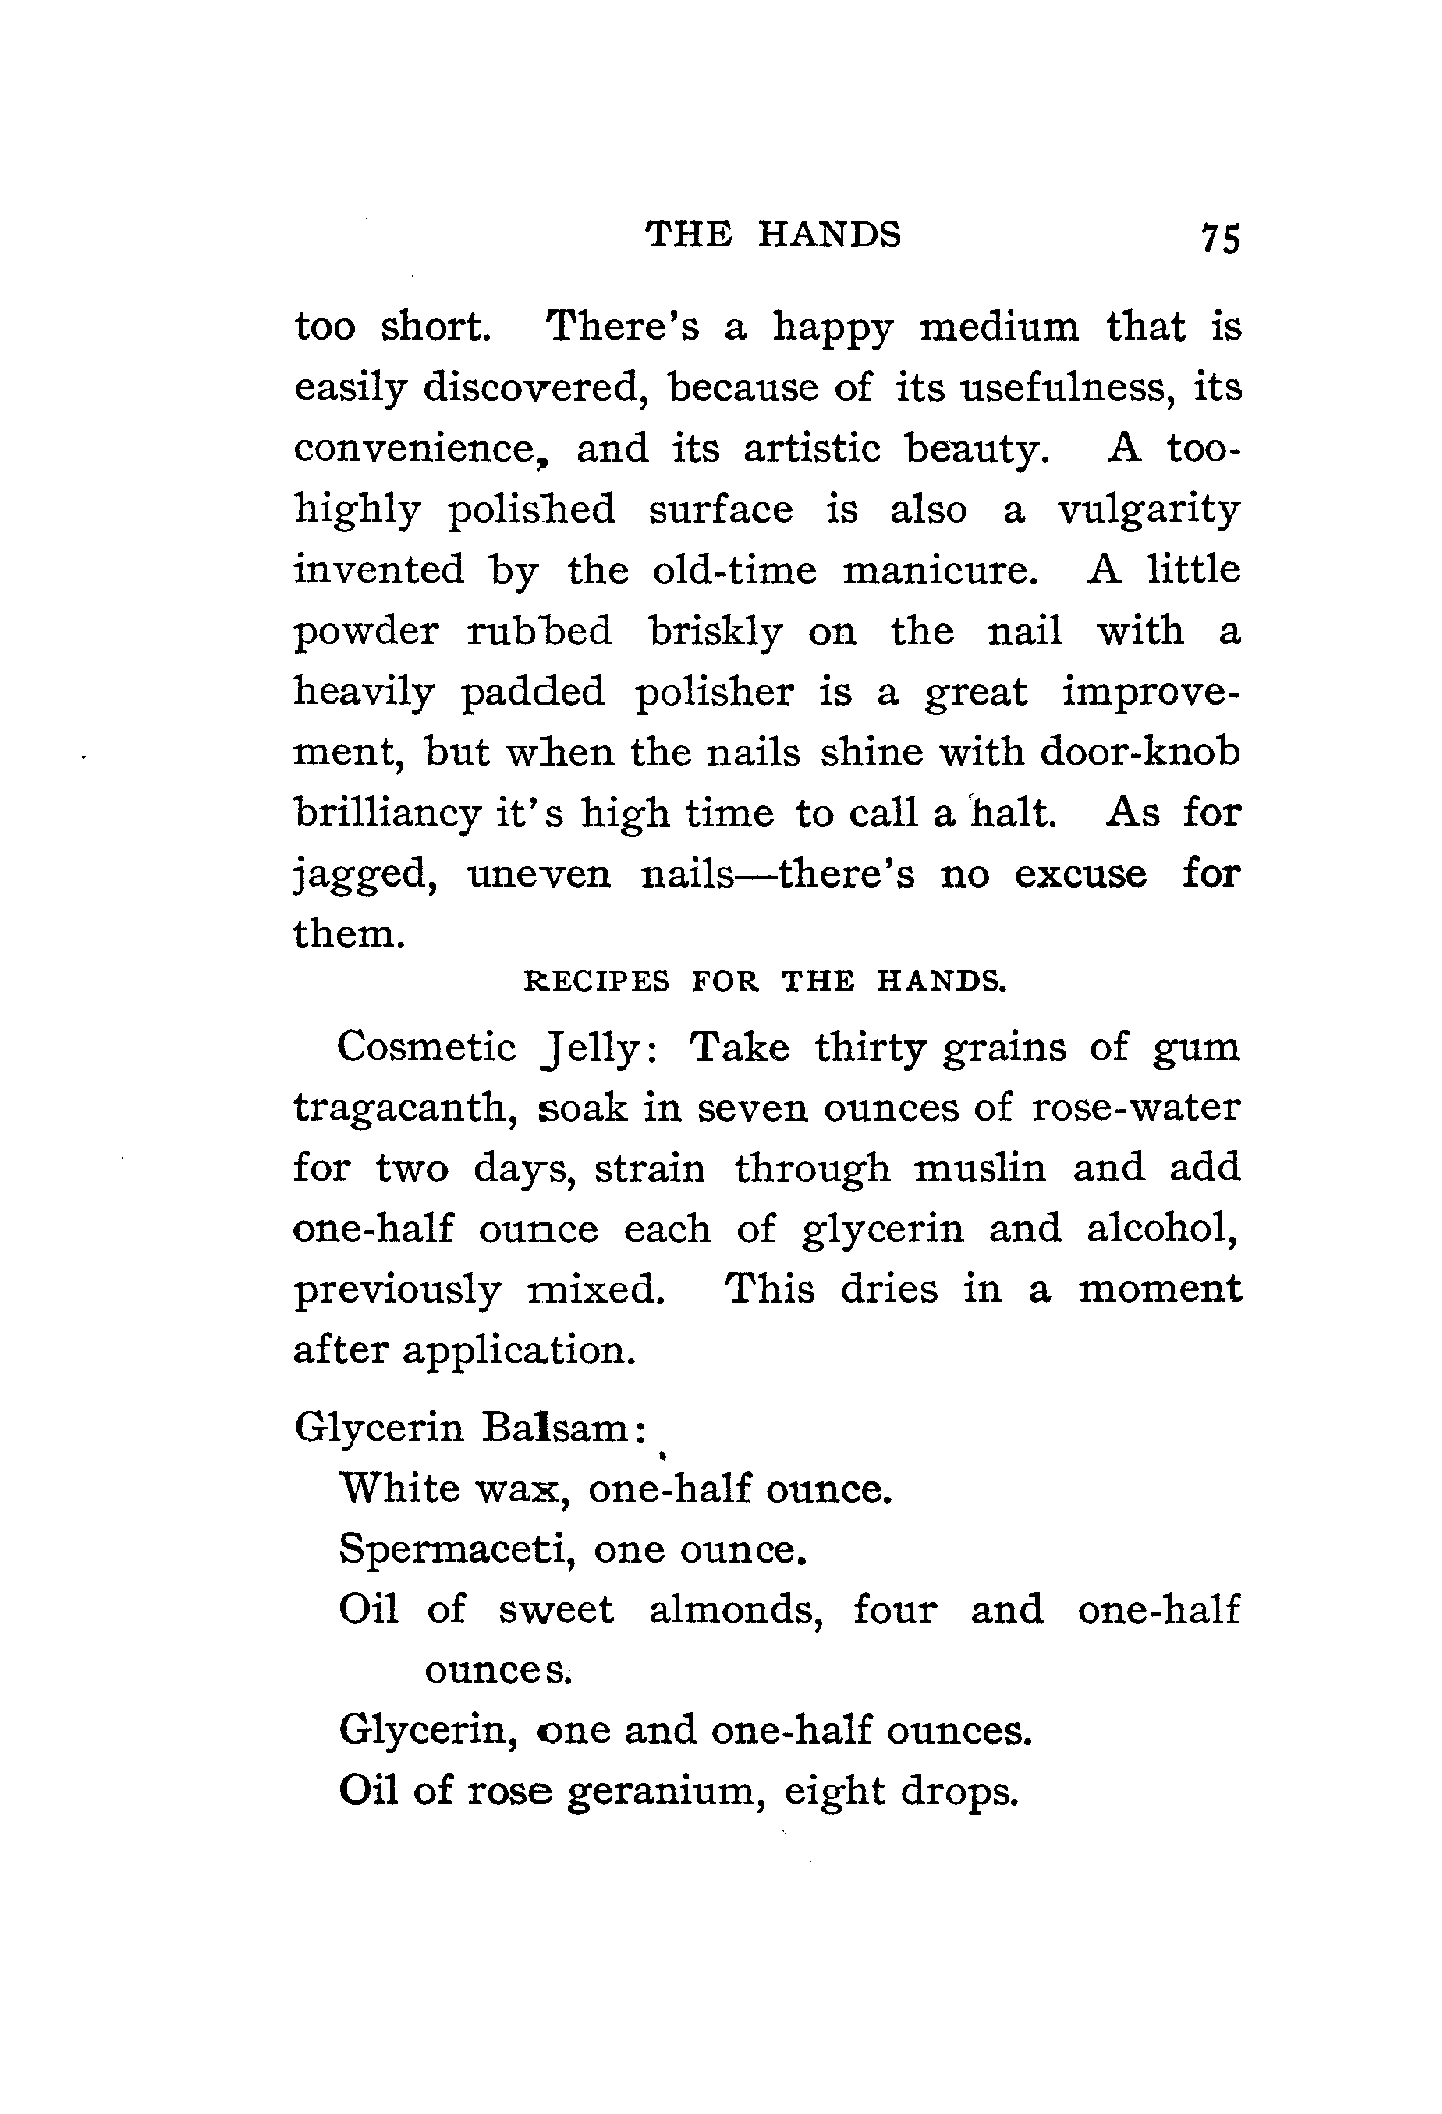 THE HANDS 75
too short. There's a happy medium that is
easily discovered, because of its usefulness, its
convenience, and its artistic beauty. A too-
highly polished surface is also a vulgarity
invented by the old-time manicure. A little
powder rubbed briskly on the nail with a
heavily padded polisher is a great improve-
ment, but when the nails shine with door-knob
brilliancy it's high time to call a halt. As for
jagged, uneven nails—there's no excuse for
them.
RECIPES FOR THE HANDS.
Cosmetic Jelly: Take thirty grains of gum
tragacanth, soak in seven ounces of rose-water
for two days, strain through muslin and add
one-half ounce each of glycerin and alcohol,
previously mixed. This dries in a moment
after application.
Glycerin Balsam:
White wax, one-half ounce.
Spermaceti, one ounce.
Oil of sweet almonds, four and one-half
ounces.
Glycerin, one and one-half ounces.
Oil of rose geranium, eight drops.